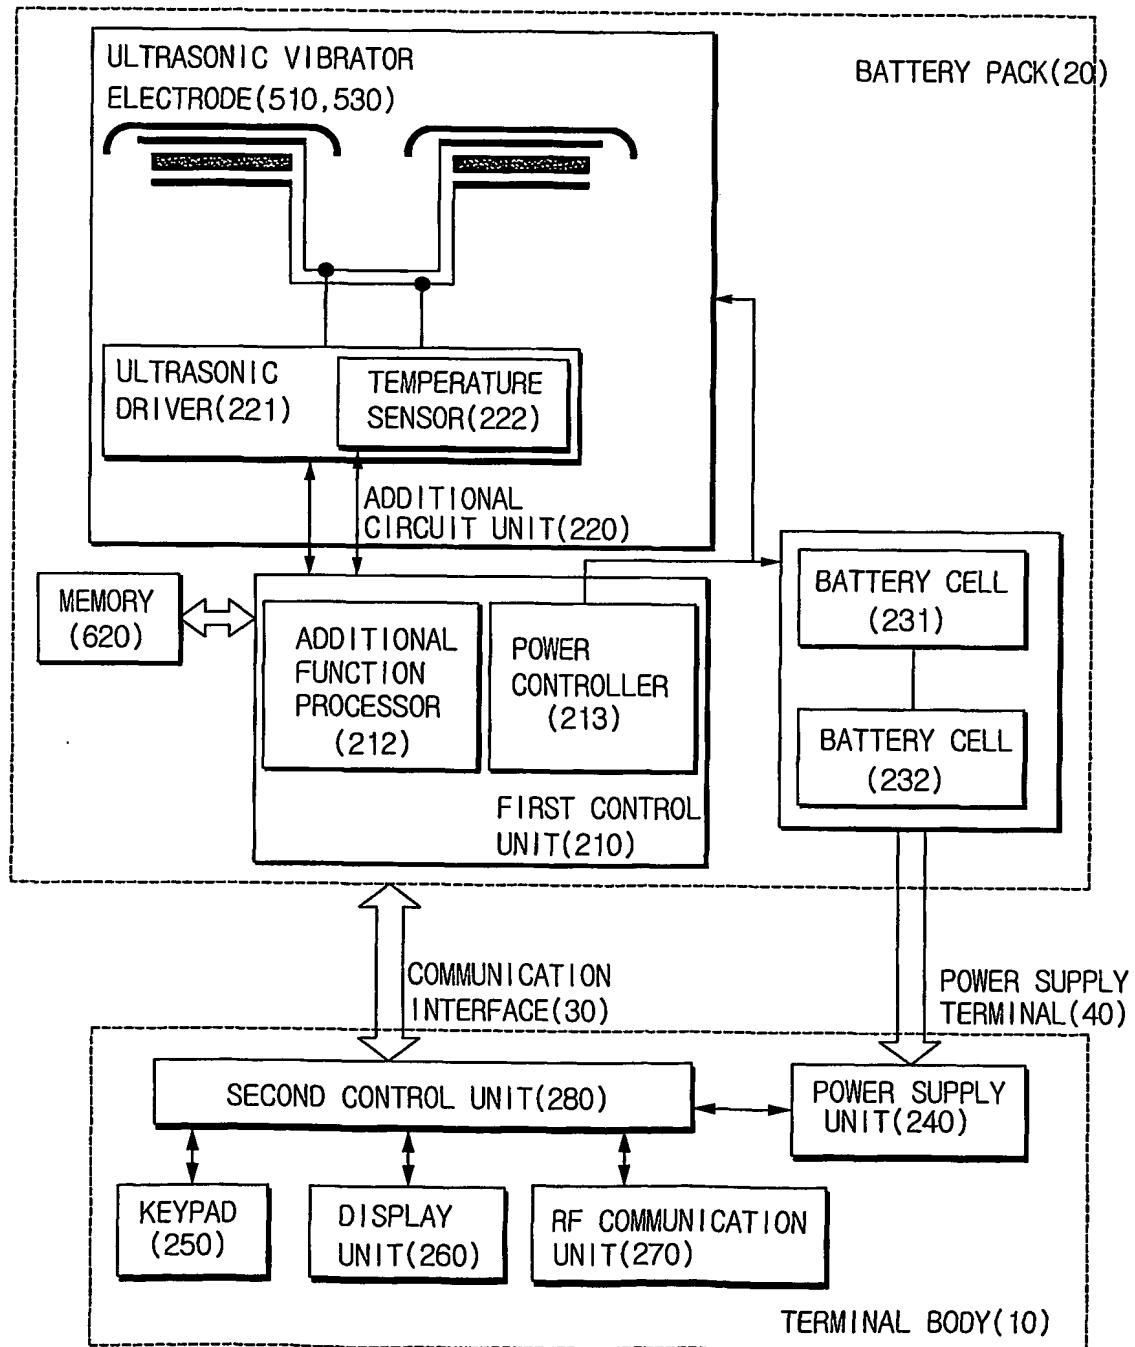 ULTRASONIC VIBRATOR
ELECTRODE(510,530)
BATTERY PACK(20)
ULTRASONIC
DRIVER(221)
TEMPERATURE
SENSOR(222)
ADDITIONAL
CIRCUIT UNIT(220)
MEMORY
(620)
ADDITIONAL
FUNCTION
PROCESSOR
(212)
POWER
CONTROLLER
(213)
FIRST CONTROL
UNIT(210)
BATTERY CELL
(231)
BATTERY CELL
(232)
COMMUNICATION
INTERFACE(30)
POWER SUPPLY
TERMINAL(40)
SECOND CONTROL UNIT(280)
POWER SUPPLY
UNIT(240)
KEYPAD
(250)
DISPLAY
UNIT(260)
RF COMMUNICATION
UNIT(270)
TERMINAL BODY(10)